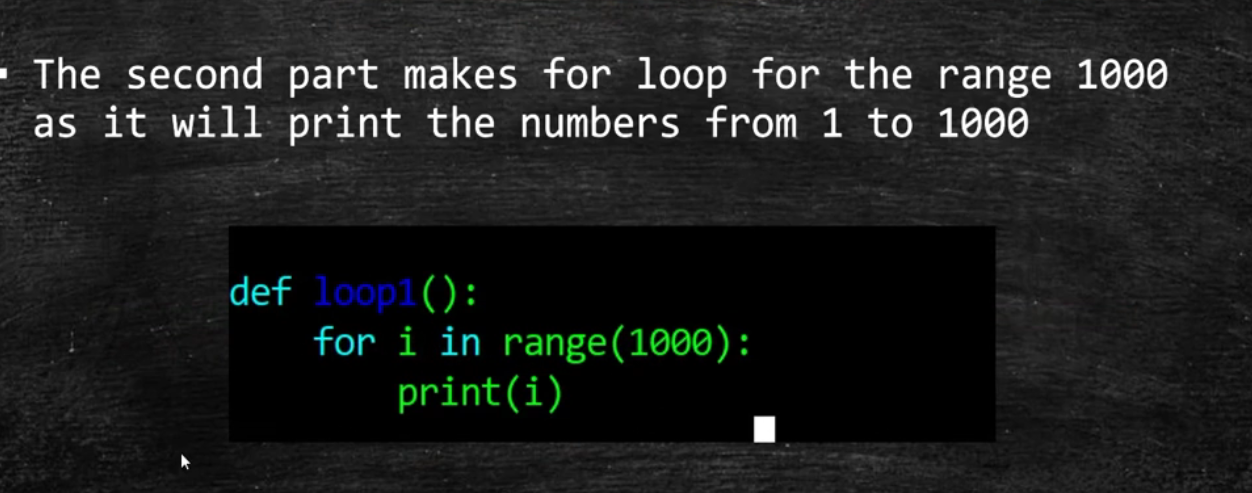 The second part makes for loop for the range 1000
as it will print the numbers from 1 to 1000
def loop1():
    for i in range(1000):
        print(i)